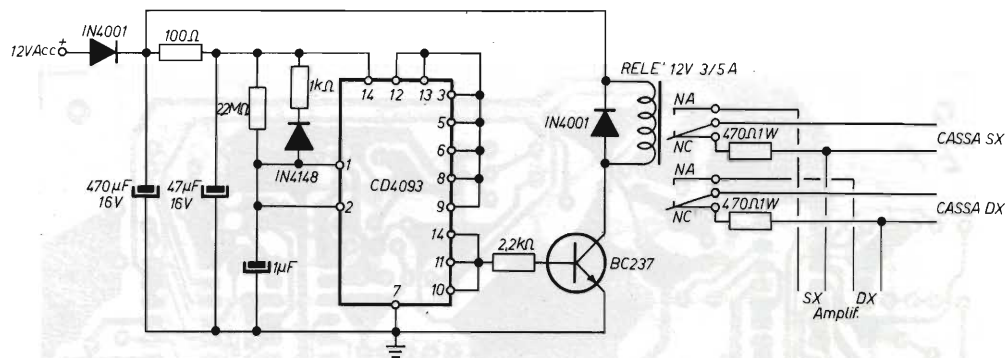 12VAcc
+
IN4001
100Ω
22MΩ
1kΩ
IN4148
470µF
16V
47µF
16V
1µF
14
12
13
3
5
6
8
9
14
11
10
1
2
7
CD4093
2,2kΩ
BC237
IN4001
RELE' 12V 3/5A
NA
NC
470Ω1W
CASSA SX
NA
NC
470Ω1W
CASSA DX
SX
DX
Amplif.